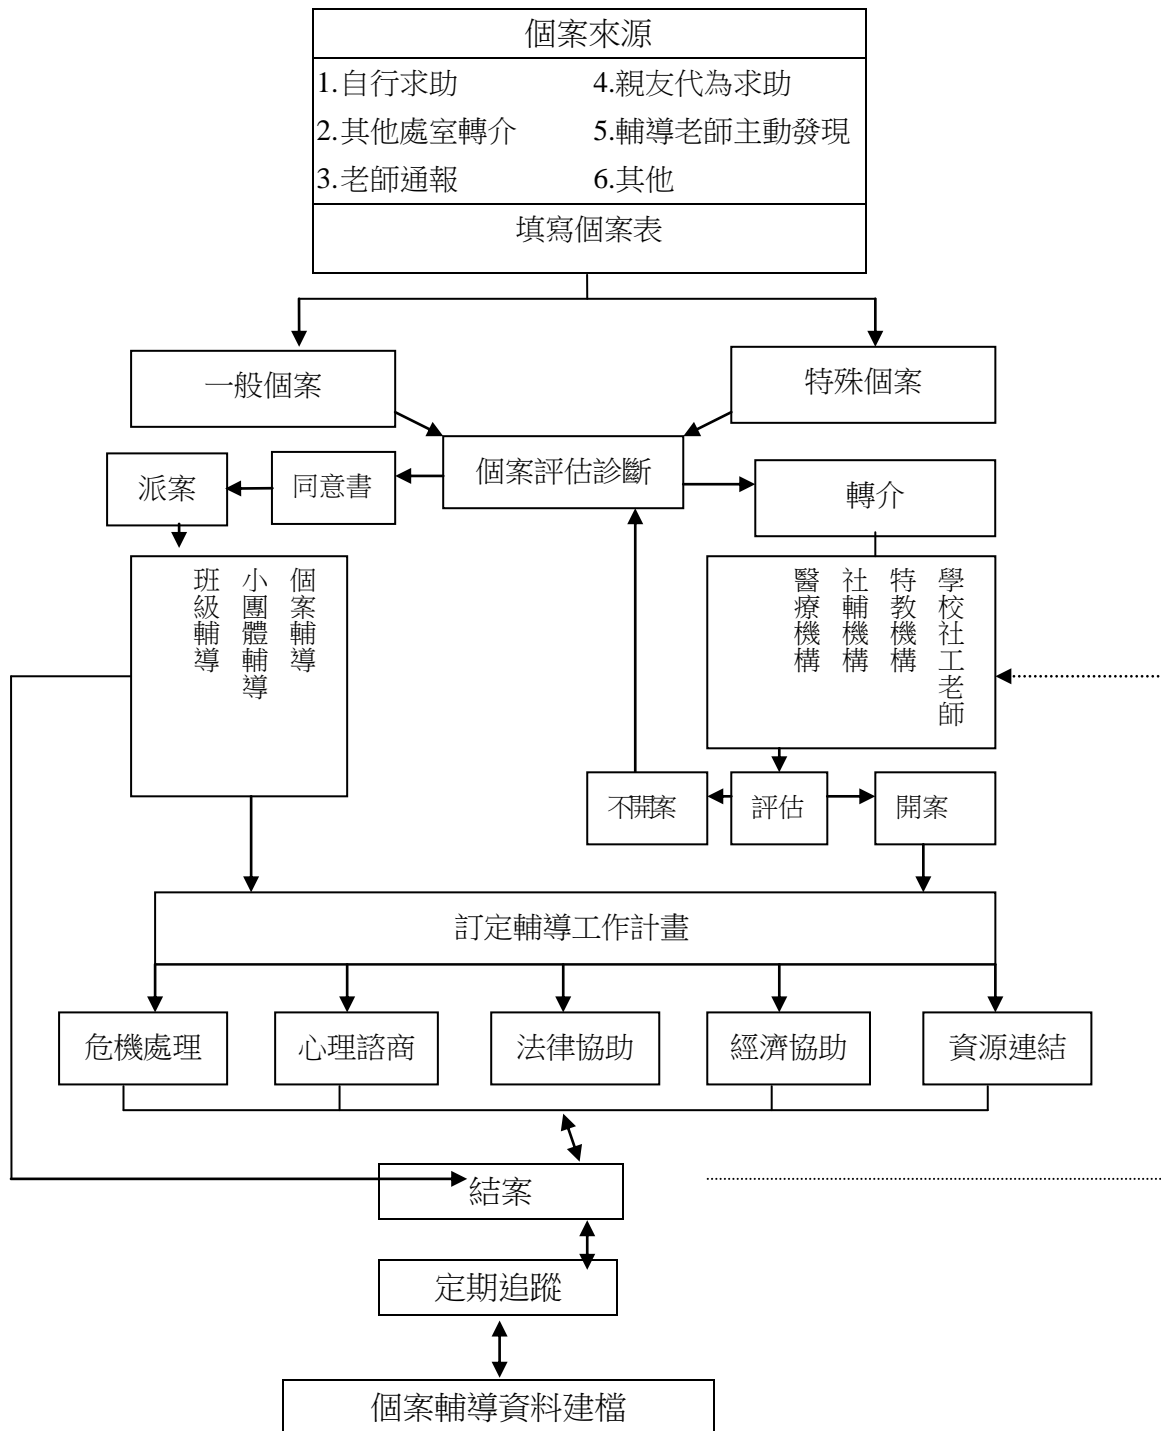 個案來源
1.自行求助 4.親友代為求助
2.其他處室轉介 5.輔導老師主動發現
3.老師通報 6.其他
填寫個案表
一般個案
特殊個案
個案評估診斷
派案
同意書
轉介
個案輔導
小團體輔導
班級輔導
學校社工老師
特教機構
社輔機構
醫療機構
不開案
評估
開案
訂定輔導工作計畫
危機處理
心理諮商
法律協助
經濟協助
資源連結
結案
定期追蹤
個案輔導資料建檔